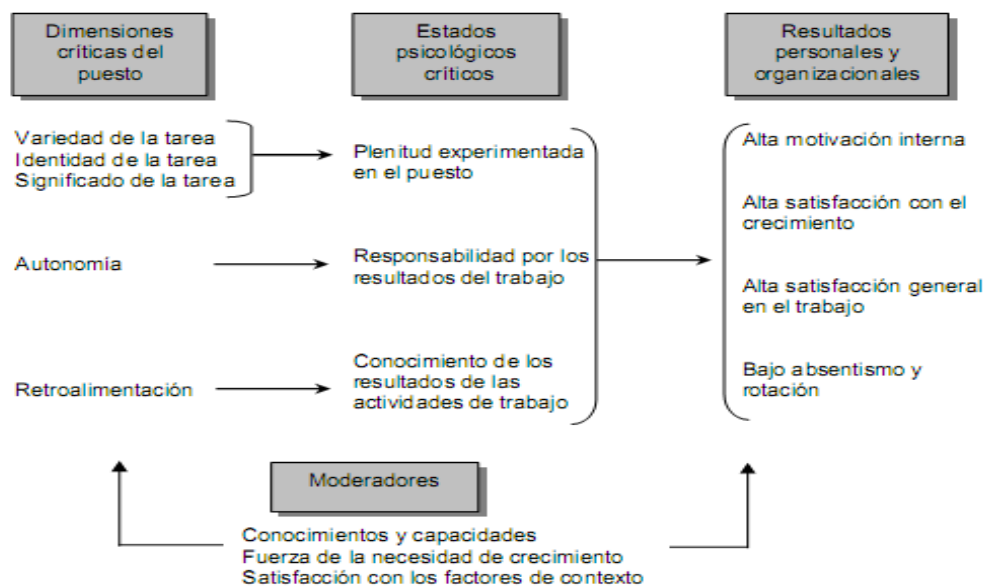 Dimensiones
críticas del
puesto
Estados
psicológicos
críticos
Resultados
personales y
organizacionales
Variedad de la tarea
Identidad de la tarea
Significado de la tarea
Plenitud experimentada
en el puesto
Alta motivación interna
Alta satisfacción con el
crecimiento
Autonomía
Responsabilidad por los
resultados del trabajo
Alta satisfacción general
en el trabajo
Retroalimentación
Conocimiento de los
resultados de las
actividades de trabajo
Bajo absentismo y
rotación
Moderadores
Conocimientos y capacidades
Fuerza de la necesidad de crecimiento
Satisfacción con los factores de contexto